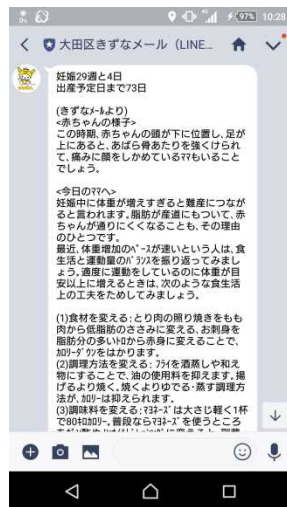 97% 10:28
大田区きずなメール（LINE...
妊娠29週と4日
出産予定日まで73日
(きずなﾒｰﾙより)
<赤ちゃんの様子>
この時期、赤ちゃんの頭が下に位置し、足が
上にあると、あばら骨あたりを強くけられ
て、痛みに顔をしかめているﾏﾏもいること
でしょう。
<今日のﾏﾏへ>
妊娠中に体重が増えすぎると難産につなが
ると言われます。脂肪が産道にもついて、赤
ちゃんが通りにくくなることも、その理由
のひとつです。
最近、体重増加のﾍﾟｰｽが速いという人は、食
生活と運動量のﾊﾞﾗﾝｽを振り返ってみまし
ょう。適度に運動をしているのに体重が目
安以上に増えるときは、次のような食生活
上の工夫をためしてみましょう。
(1)食材を変える:とり肉の照り焼きをもも
肉から低脂肪のささみに変える、お刺身を
脂肪分の多いﾄﾛから赤身に変えることで、
ｶﾛﾘｰﾀﾞｳﾝをはかります。
(2)調理方法を変える:ﾌﾗｲを酒蒸しや和え
物にすることで、油の使用料を抑えます。揚
げるより焼く、焼くよりゆでる･蒸す調理方
法が、ｶﾛﾘｰは抑えられます。
(3)調味料を変える:ﾏﾖﾈｰｽﾞは大さじ軽く1杯
で80ｷﾛｶﾛﾘｰ。普段ならﾏﾖﾈｰｽﾞを使うところ